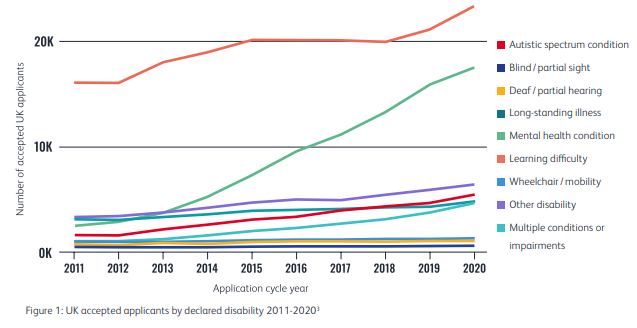 20K
10K
0K
Number of accepted UK applicants
2011 2012 2013 2014 2015 2016 2017 2018 2019 2020
Application cycle year
Autistic spectrum condition
Blind / partial sight
Deaf / partial hearing
Long-standing illness
Mental health condition
Learning difficulty
Wheelchair / mobility
Other disability
Multiple conditions or
impairments
Figure 1: UK accepted applicants by declared disability 2011-2020³